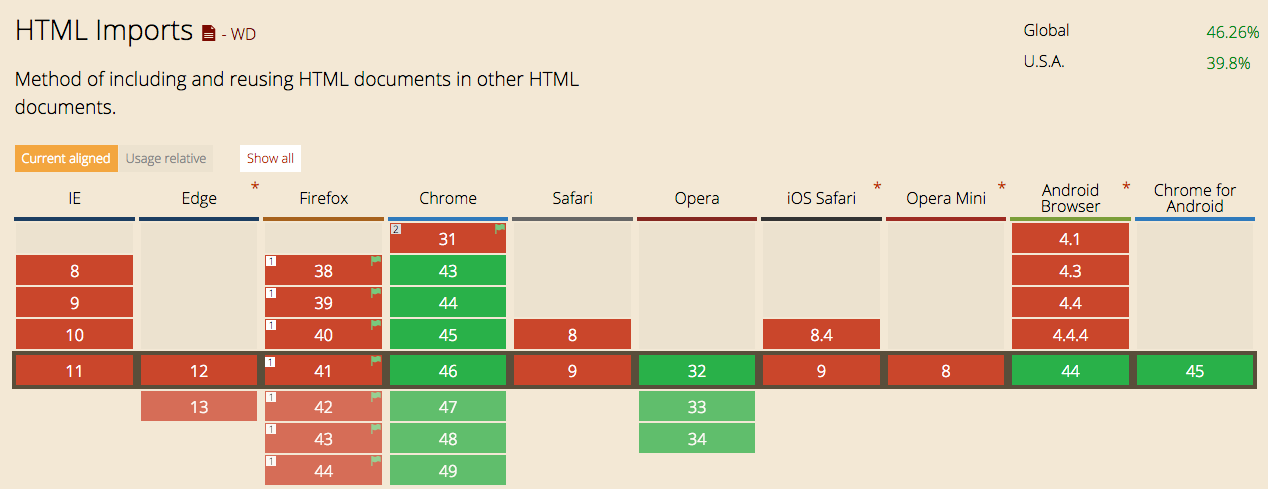 HTML Imports - WD
Global 46.26%
U.S.A. 39.8%
Method of including and reusing HTML documents in other HTML
documents.
Current aligned Usage relative Show all
IE Edge * Firefox Chrome Safari Opera iOS Safari * Opera Mini * Android Browser * Chrome for Android
2 31 4.1
8 1 38 43 4.3
9 1 39 44 4.4
10 1 40 45 8 8.4 4.4.4
11 12 1 41 46 9 32 9 8 44 45
13 1 42 47 33
1 43 48 34
1 44 49